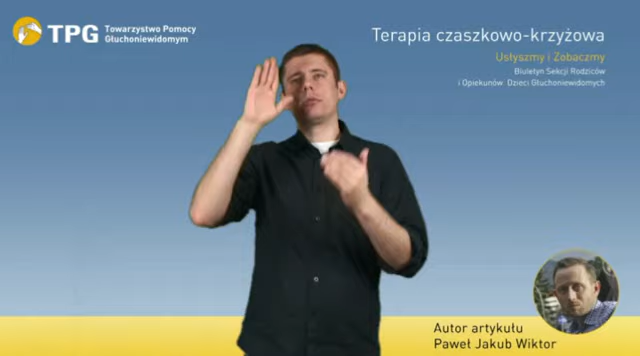 TPG
Towarzystwo Pomocy
Głuchoniewidomym
Terapia czaszkowo-krzyżowa
Usłyszmy i Zobaczmy
Biuletyn Sekcji Rodziców
i Opiekunów Dzieci Głuchoniewidomych
Autor artykułu
Paweł Jakub Wiktor